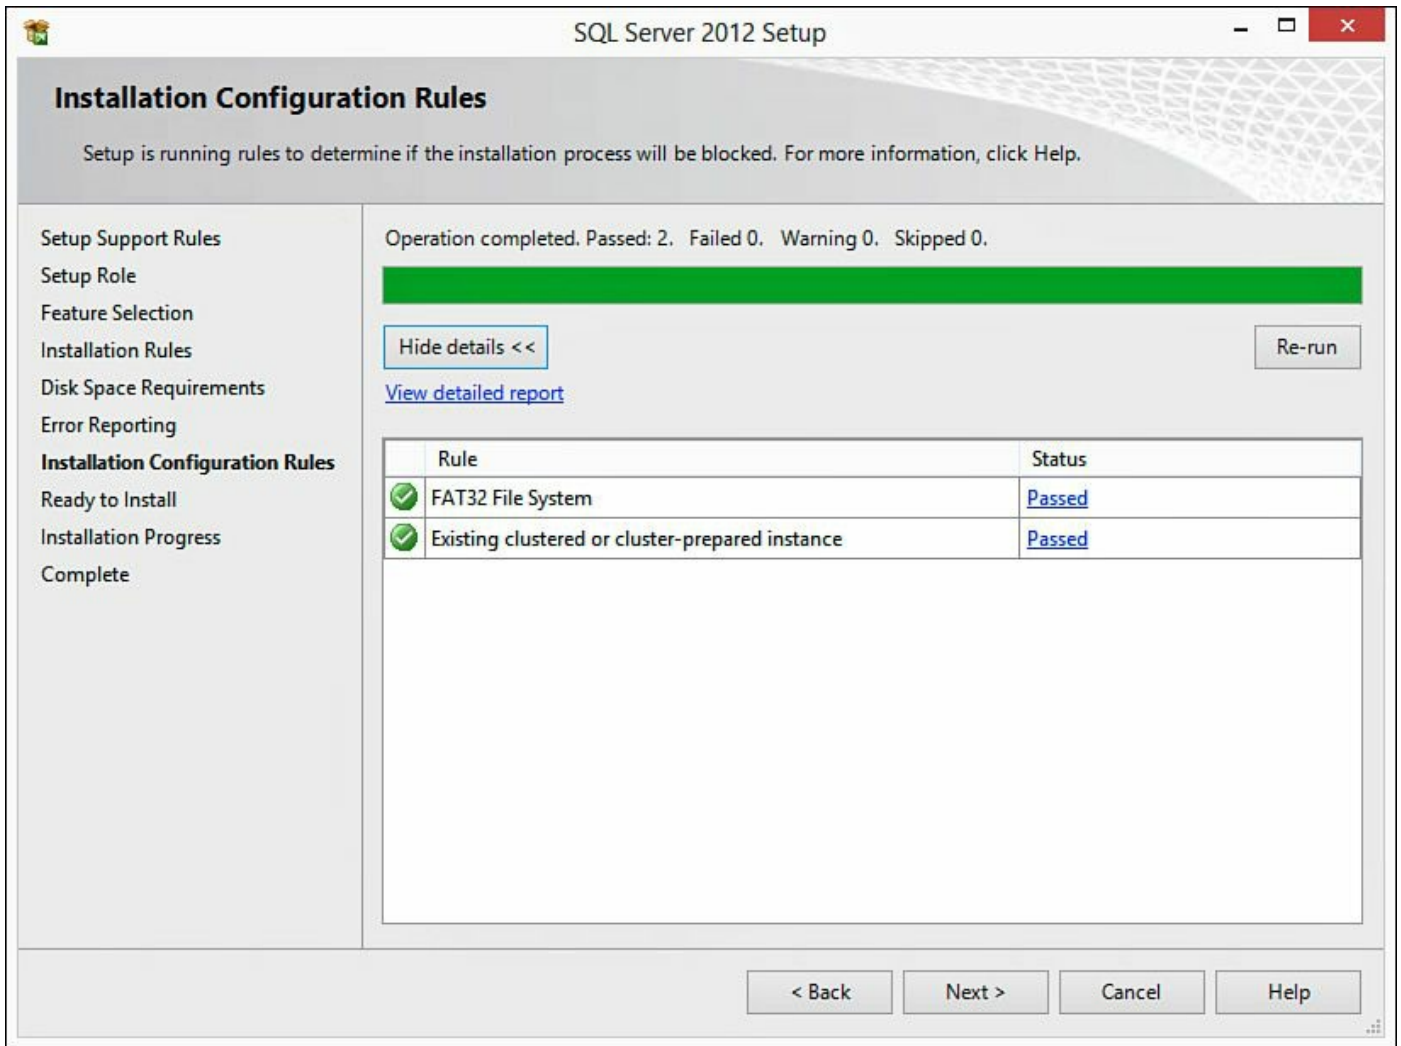 SQL Server 2012 Setup
Installation Configuration Rules
Setup is running rules to determine if the installation process will be blocked. For more information, click Help.
Setup Support Rules
Setup Role
Feature Selection
Installation Rules
Disk Space Requirements
Error Reporting
Installation Configuration Rules
Ready to Install
Installation Progress
Complete
Operation completed. Passed: 2. Failed 0. Warning 0. Skipped 0.
Hide details <<
Re-run
View detailed report
Rule Status
FAT32 File System Passed
Existing clustered or cluster-prepared instance Passed
< Back Next > Cancel Help